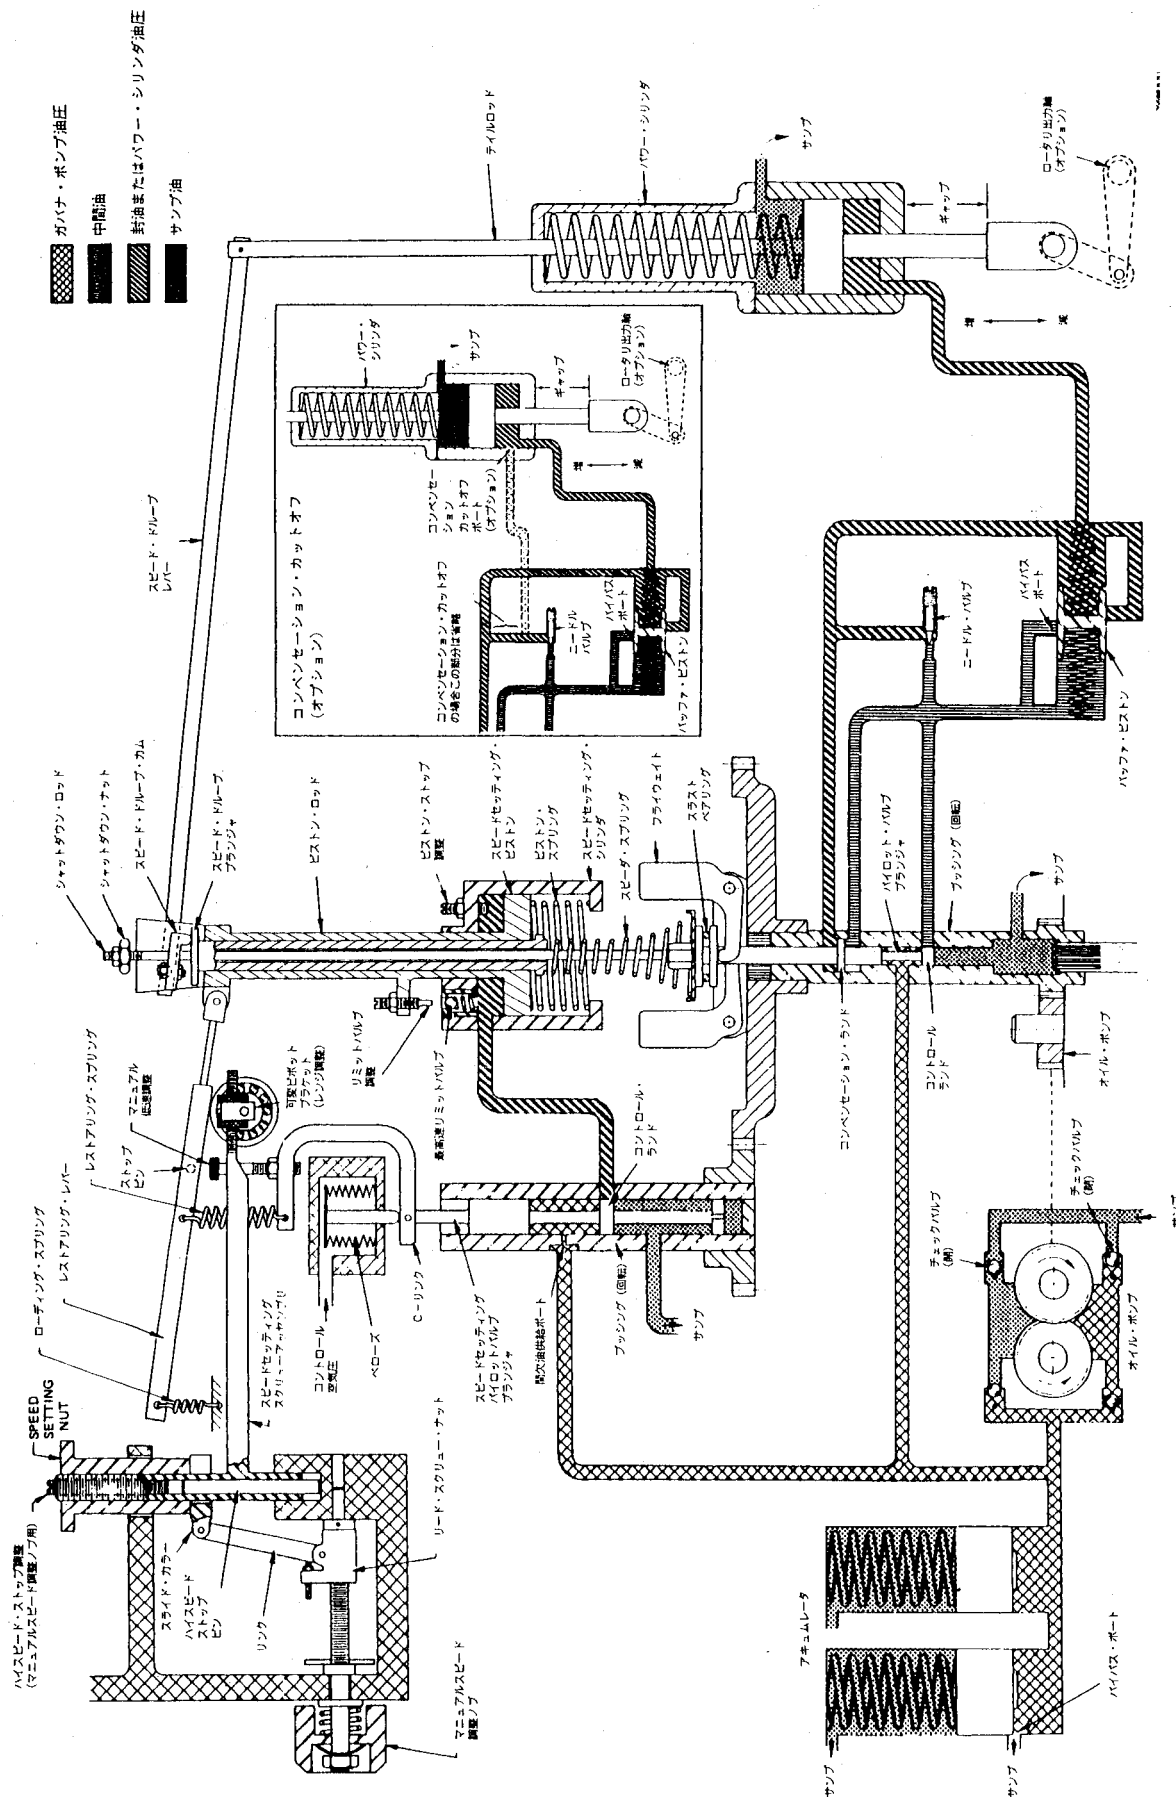 ガバナ・ポンプ油圧
中間油
封油またはパワー・シリンダ油圧
サンプ油
テイルロッド
パワー・シリンダ
サンプ
ギャップ
ロータリ出力軸
(オプション)
増
減
スピード・ドループ
レバー
コンペンセーション・カットオフ
(オプション)
パワー・
シリンダ
サンプ
ギャップ
ロータリ出力軸
(オプション)
増
減
コンペンセー
ション
カットオフ
ポート
(オプション)
コンペンセーション・カットオフ
の場合この部分は省略
ニードル
バルブ
バイパス
ポート
バッファ・ピストン
ニードル・バルブ
バイパス
ポート
バッファ・ピストン
シャットダウン・ロッド
シャットダウン・ナット
スピード・ドループ・カム
スピード・ドループ
プランジャ
ピストン・ロッド
ピストン・ストップ
調整
スピードセッティング・
ピストン
ピストン・
スプリング
スピードセッティング・
シリンダ
スピーダ・スプリング
フライウェイト
スラスト
ベアリング
パイロット・バルブ
プランジャ
ブッシング (回転)
サンプ
レストアリング・スプリング
マニュアル
低速調整
ストップ
ピン
レストアリング・レバー
ローディング・スプリング
可変ピボット
ブラケット
(レンジ調整)
リミットバルブ
調整
最高速リミットバルブ
コントロール・
ランド
コンペンセーション・ランド
コントロール
ランド
オイル・ポンプ
スピードセッティング
スクリューアッセンブリ
コントロール
空気圧
ベローズ
C-リンク
スピードセッティング
パイロットバルブ
プランジャ
間欠油供給ポート
ブッシング (回転)
サンプ
チェックバルブ
(開)
チェックバルブ
(閉)
サンプ
オイル・ポンプ
SPEED
SETTING
NUT
ハイスピード・ストップ調整
(マニュアルスピード調整ノブ用)
スライド・カラー
ハイスピード
ストップ
ピン
リンク
リード・スクリュー・ナット
マニュアルスピード
調整ノブ
アキュムレータ
サンプ
サンプ
バイパス・ポート